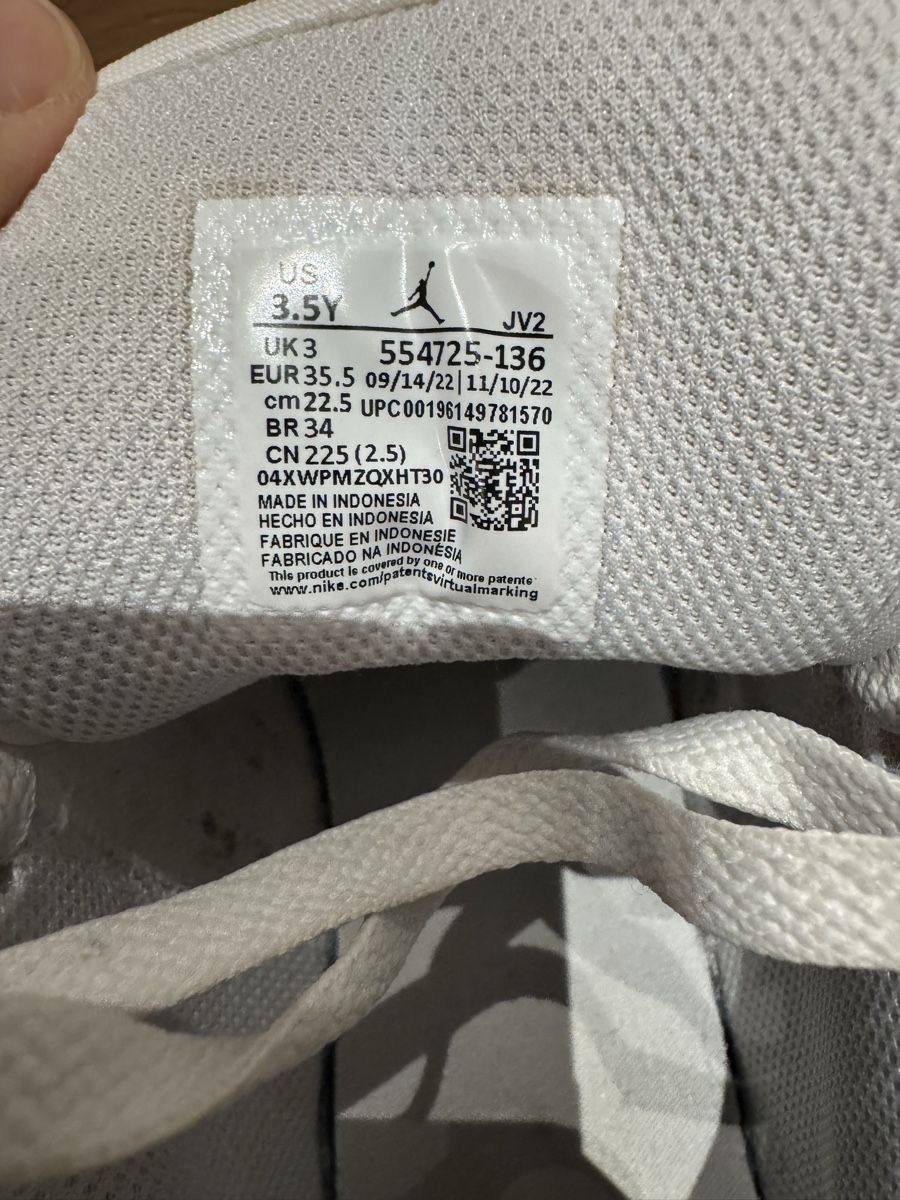 US
3.5Y
JV2
UK 3
554725-136
EUR 35.5
09/14/22 | 11/10/22
cm 22.5
UPC00196149781570
BR 34
CN 225 (2.5)
04XWPMZQXHT30
MADE IN INDONESIA
HECHO EN INDONESIA
FABRIQUE EN INDONESIE
FABRICADO NA INDONÉSIA
This product is covered by one or more patents
www.nike.com/patentsvirtualmarking